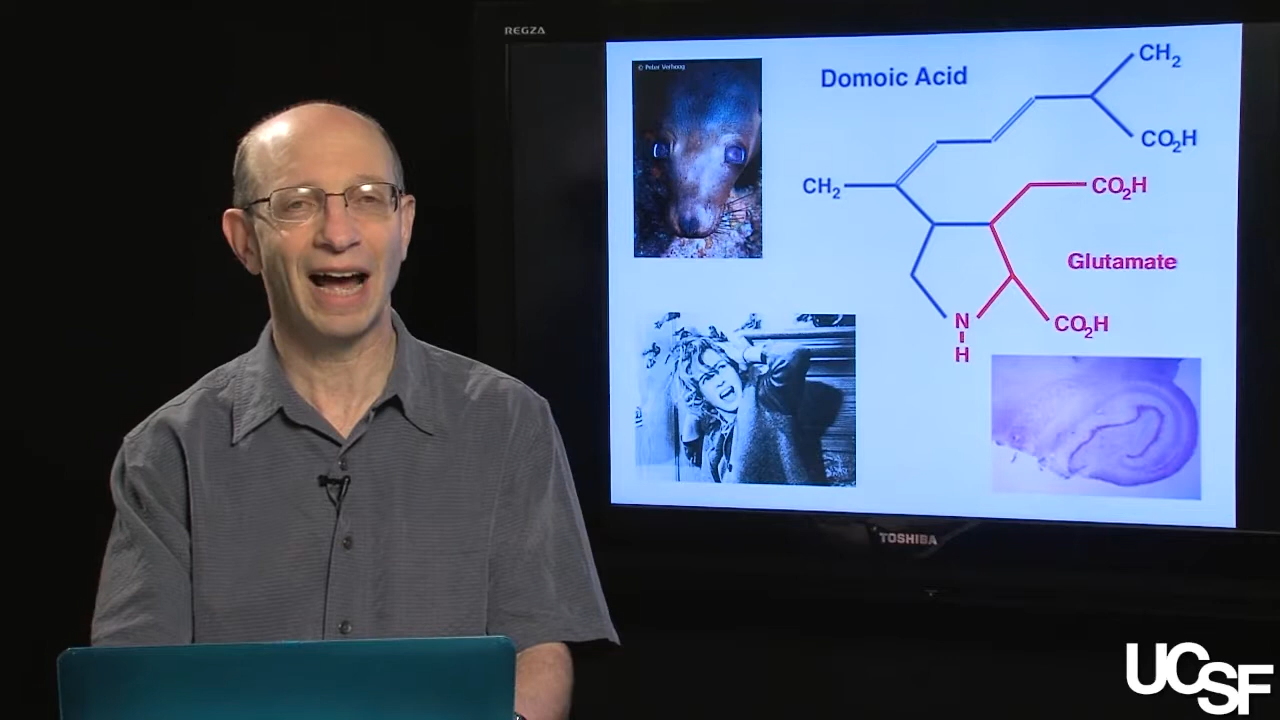 REGZA
© Peter Verhoog
Domoic Acid
CH₂
CO₂H
CH₂
CO₂H
Glutamate
N
H
CO₂H
TOSHIBA
UCSF